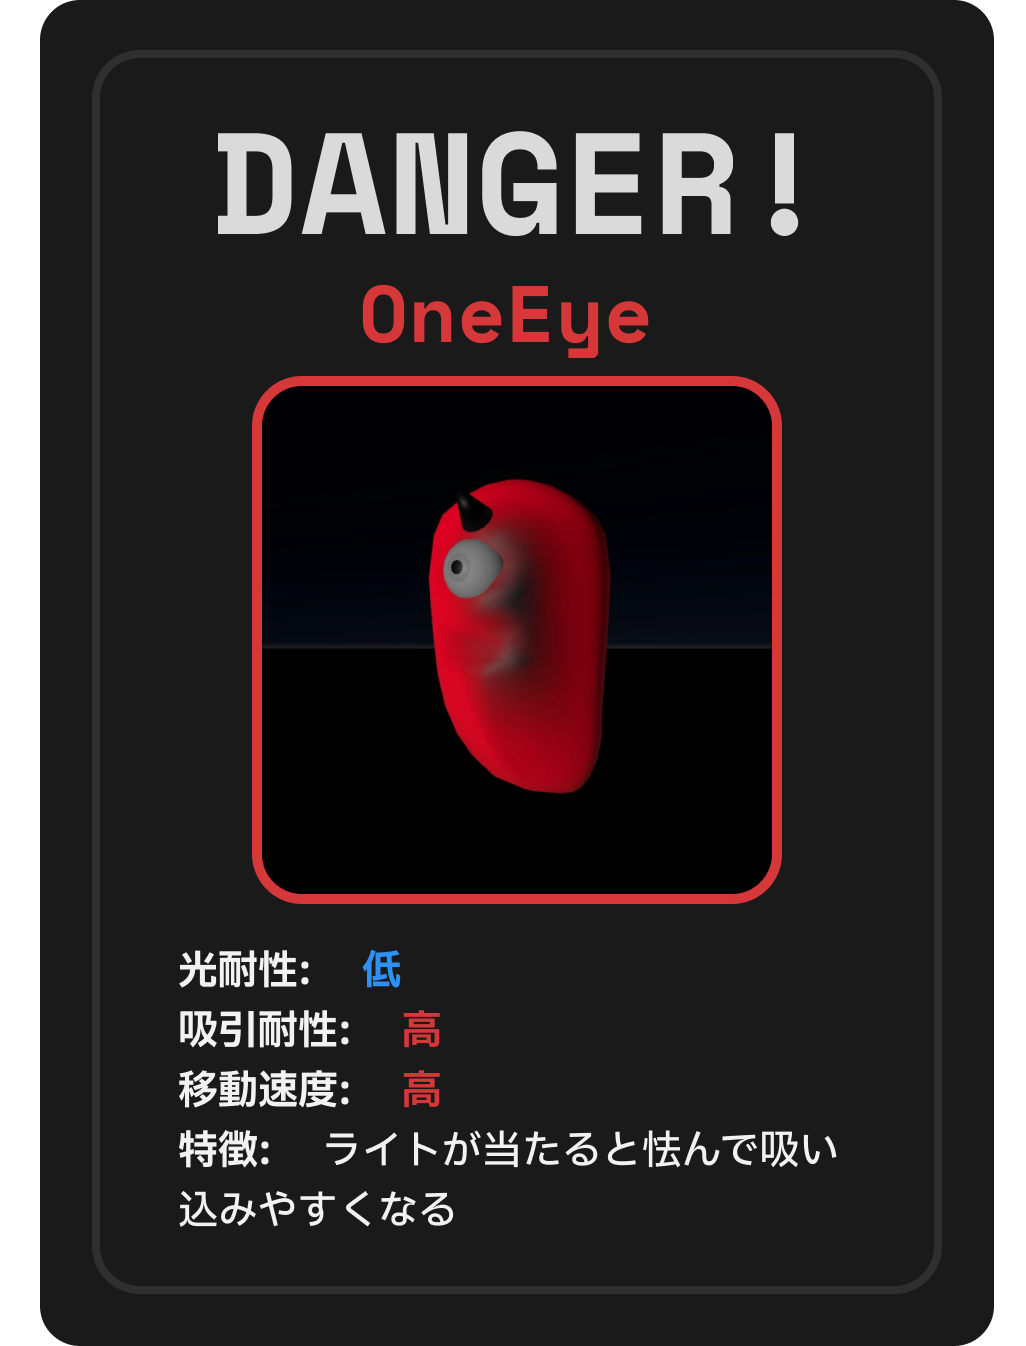 DANGER!
OneEye
光耐性:　低
吸引耐性:　高
移動速度:　高
特徴:　ライトが当たると怯んで吸い
込みやすくなる